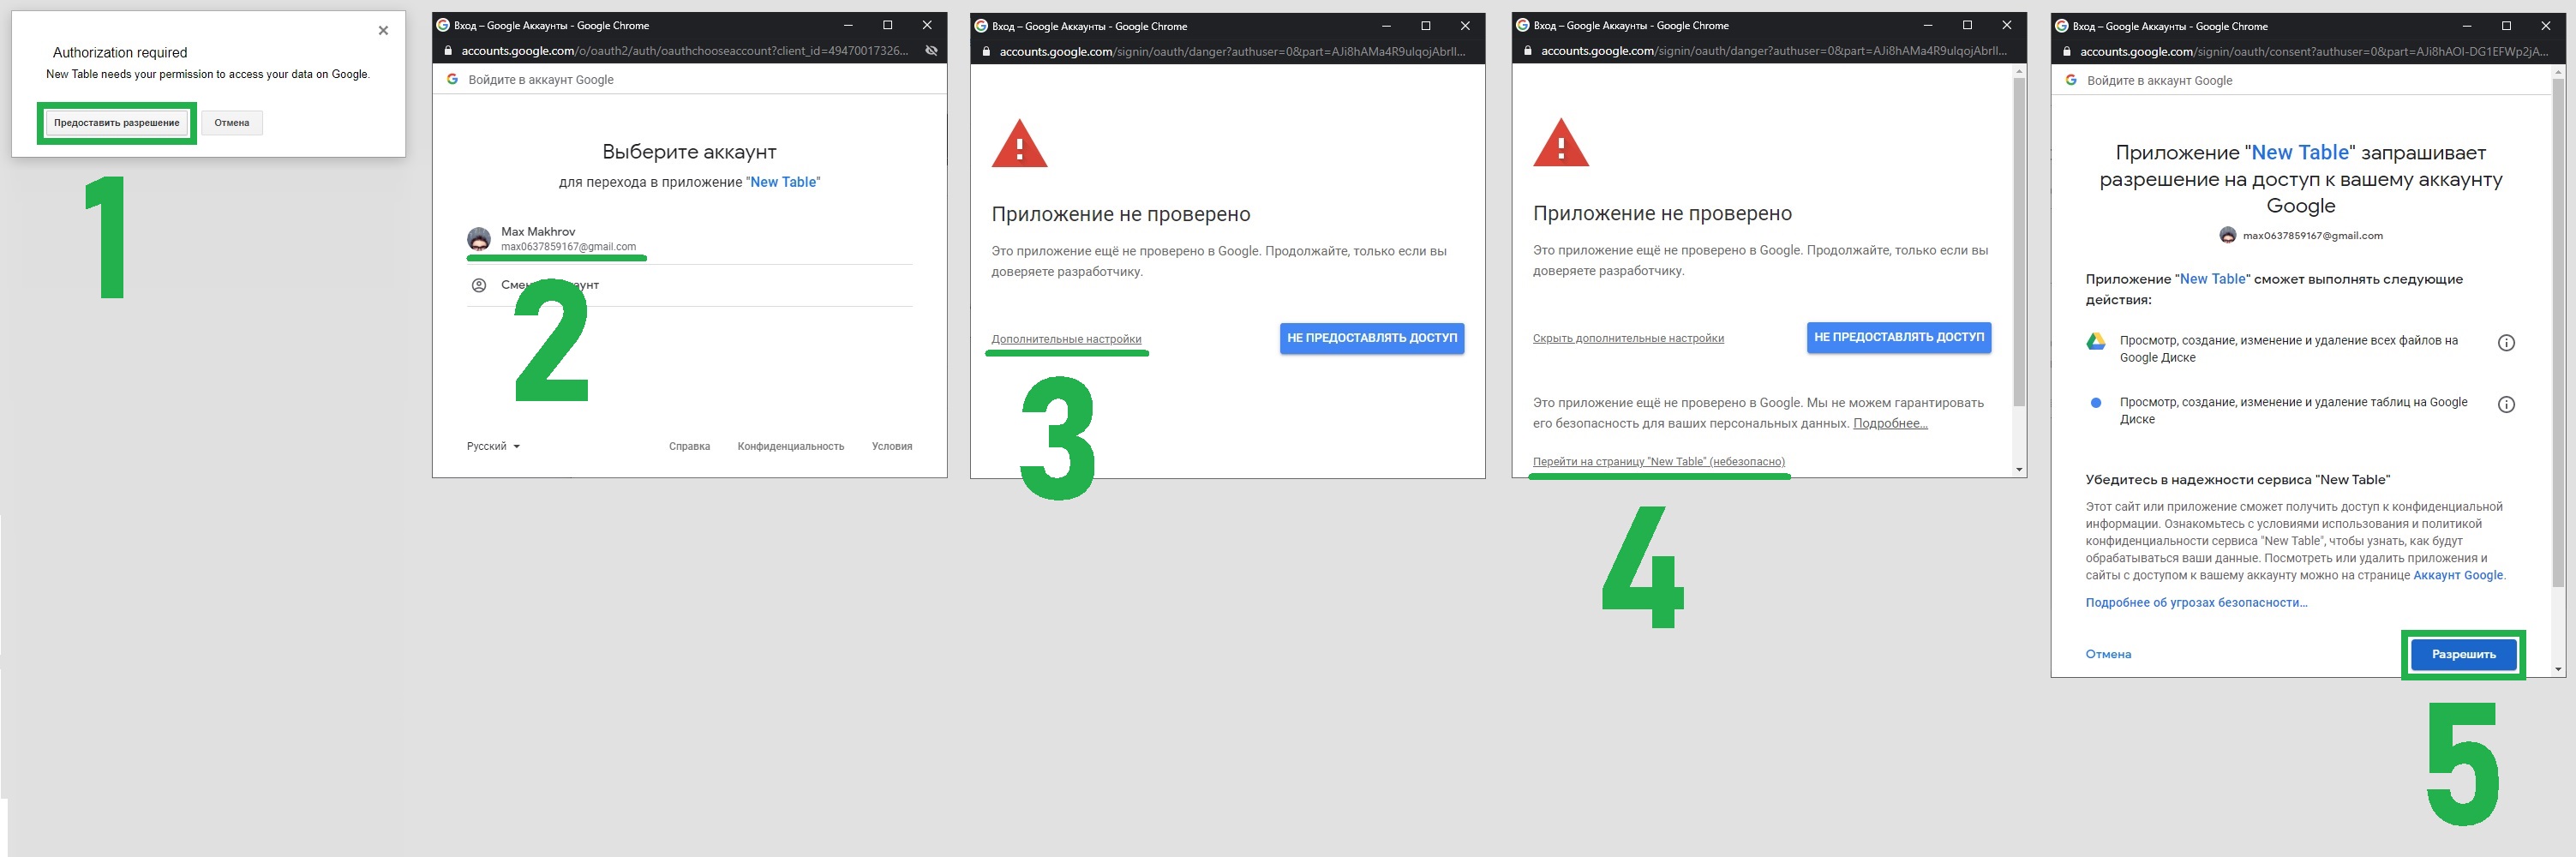 Authorization required
New Table needs your permission to access your data on Google.
Предоставить разрешение
Отмена
1
Вход – Google Аккаунты - Google Chrome
accounts.google.com/o/oauth2/auth/oauthchooseaccount?client_id=49470017326...
Войдите в аккаунт Google
Выберите аккаунт
для перехода в приложение "New Table"
Max Makhrov
max0637859167@gmail.com
2
Русский
Справка
Конфиденциальность
Условия
Вход – Google Аккаунты - Google Chrome
accounts.google.com/signin/oauth/danger?authuser=0&part=AJi8hAMa4R9ulqojAbrll...
Приложение не проверено
Это приложение ещё не проверено в Google. Продолжайте, только если вы
доверяете разработчику.
Дополнительные настройки
НЕ ПРЕДОСТАВЛЯТЬ ДОСТУП
3
Вход – Google Аккаунты - Google Chrome
accounts.google.com/signin/oauth/danger?authuser=0&part=AJi8hAMa4R9ulqojAbrll...
Приложение не проверено
Это приложение ещё не проверено в Google. Продолжайте, только если вы
доверяете разработчику.
Скрыть дополнительные настройки
НЕ ПРЕДОСТАВЛЯТЬ ДОСТУП
Это приложение ещё не проверено в Google. Мы не можем гарантировать
его безопасность для ваших персональных данных. Подробнее...
Перейти на страницу "New Table" (небезопасно)
4
Вход – Google Аккаунты - Google Chrome
accounts.google.com/signin/oauth/consent?authuser=0&part=AJi8hAOI-DG1EFWp2jA...
Войдите в аккаунт Google
Приложение "New Table" запрашивает
разрешение на доступ к вашему аккаунту
Google
max0637859167@gmail.com
Приложение "New Table" сможет выполнять следующие
действия:
Просмотр, создание, изменение и удаление всех файлов на
Google Диске
Просмотр, создание, изменение и удаление таблиц на Google
Диске
Убедитесь в надежности сервиса "New Table"
Этот сайт или приложение сможет получить доступ к конфиденциальной
информации. Ознакомьтесь с условиями использования и политикой
конфиденциальности сервиса "New Table", чтобы узнать, как будут
обрабатываться ваши данные. Посмотреть или удалить приложения и
сайты с доступом к вашему аккаунту можно на странице Аккаунт Google.
Подробнее об угрозах безопасности...
Отмена
Разрешить
5